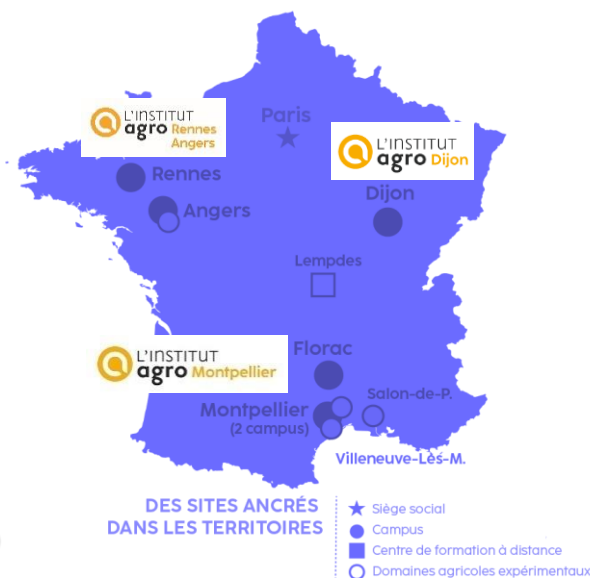 Paris
L'INSTITUT
agro Rennes
Angers
L'INSTITUT
agro Dijon
Rennes
Dijon
Angers
Lempdes
L'INSTITUT
agro Montpellier
Florac
Salon-de-P.
Montpellier
(2 campus)
Villeneuve-Lès-M.
DES SITES ANCRÉS
DANS LES TERRITOIRES
Siège social
Campus
Centre de formation à distance
Domaines agricoles expérimentaux